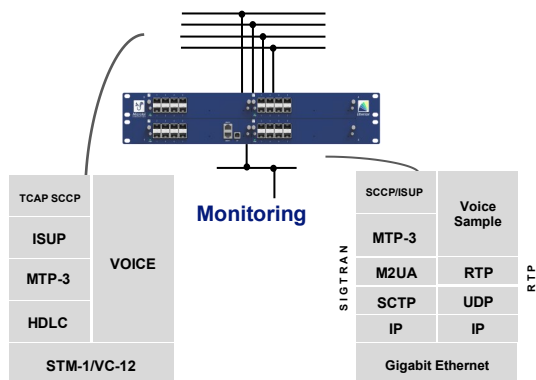 Monitoring
TCAP SCCP
ISUP
MTP-3
HDLC
VOICE
STM-1/VC-12
SIGTRAN
SCCP/ISUP
MTP-3
M2UA
SCTP
IP
Voice
Sample
RTP
UDP
IP
RTP
Gigabit Ethernet